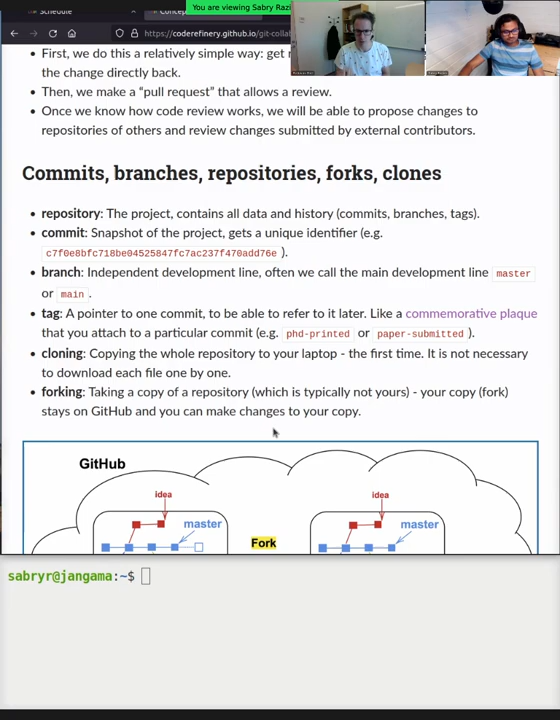 You are viewing Sabry Razi
Schedule
Concep
https://coderefinery.github.io/git-collab
First, we do this a relatively simple way: get
the change directly back.
Then, we make a “pull request” that allows a review.
Once we know how code review works, we will be able to propose changes to
repositories of others and review changes submitted by external contributors.
Commits, branches, repositories, forks, clones
repository: The project, contains all data and history (commits, branches, tags).
commit: Snapshot of the project, gets a unique identifier (e.g.
c7f0e8bfc718be04525847fc7ac237f470add76e ).
branch: Independent development line, often we call the main development line master
or main .
tag: A pointer to one commit, to be able to refer to it later. Like a commemorative plaque
that you attach to a particular commit (e.g. phd-printed or paper-submitted ).
cloning: Copying the whole repository to your laptop - the first time. It is not necessary
to download each file one by one.
forking: Taking a copy of a repository (which is typically not yours) - your copy (fork)
stays on GitHub and you can make changes to your copy.
GitHub
idea
idea
master
master
Fork
sabryr@jangama:~$